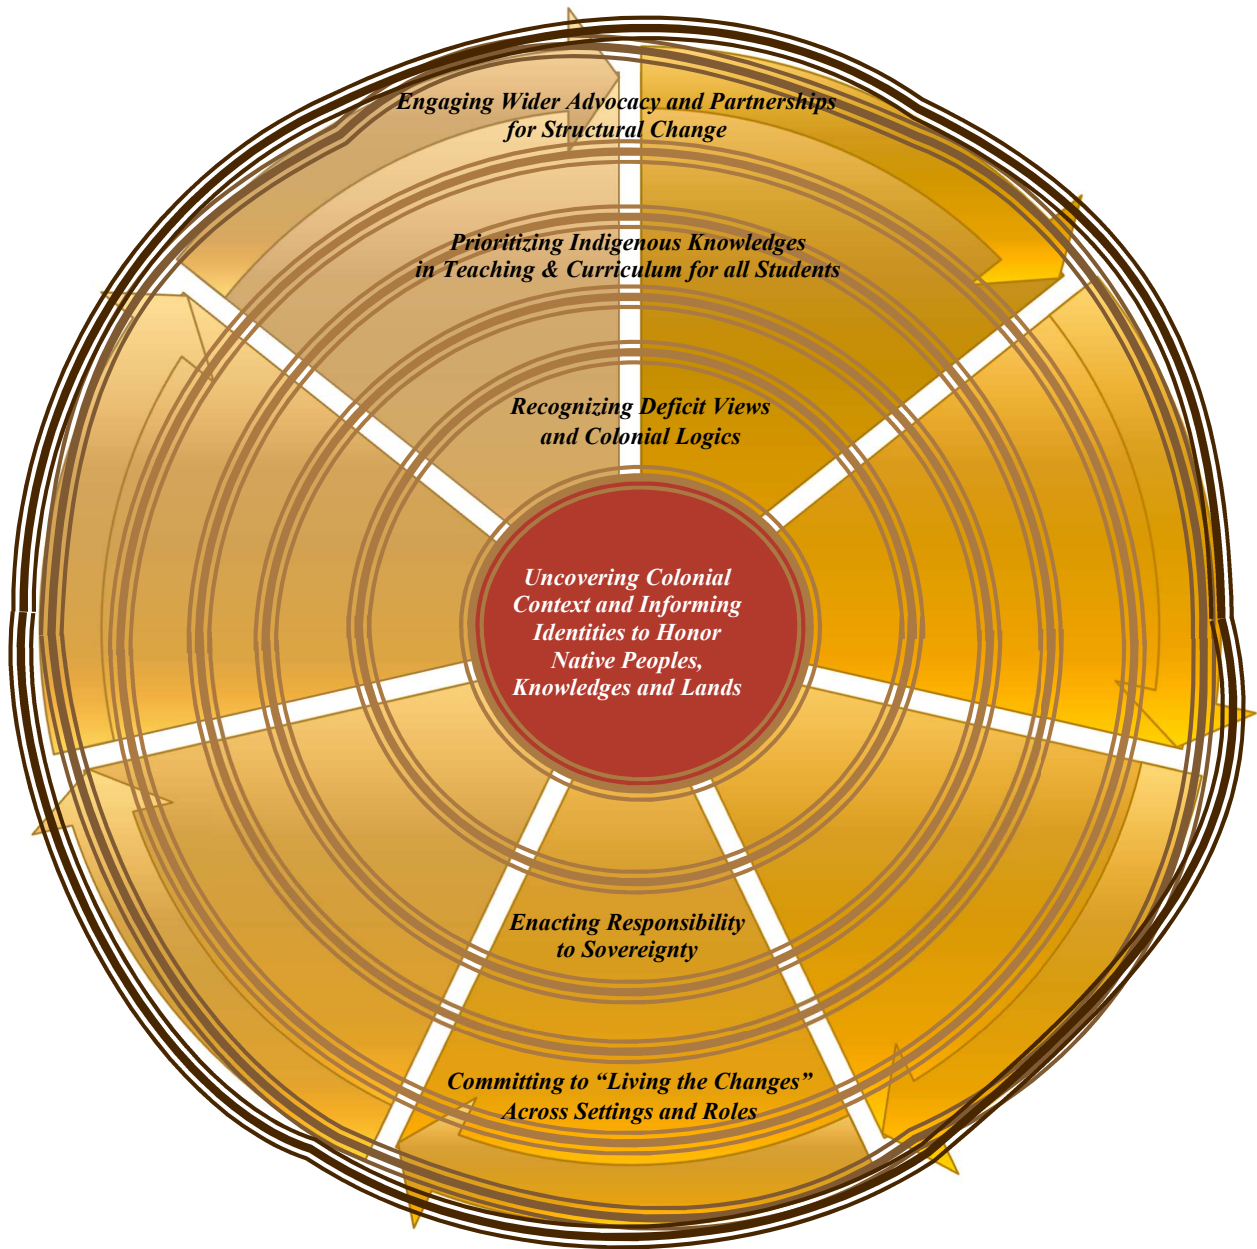 Engaging Wider Advocacy and Partnerships
for Structural Change
Prioritizing Indigenous Knowledges
in Teaching & Curriculum for all Students
Recognizing Deficit Views
and Colonial Logics
Uncovering Colonial
Context and Informing
Identities to Honor
Native Peoples,
Knowledges and Lands
Enacting Responsibility
to Sovereignty
Committing to “Living the Changes”
Across Settings and Roles